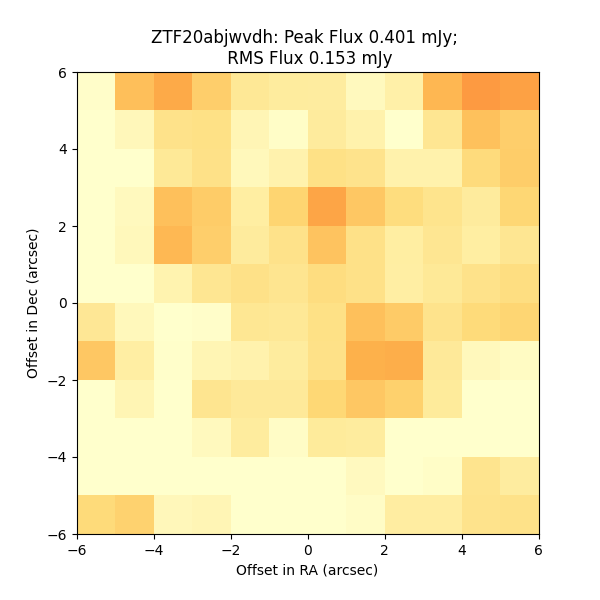 ZTF20abjwvdh: Peak Flux 0.401 mJy;
RMS Flux 0.153 mJy
6
4
2
0
−2
−4
−6
Offset in Dec (arcsec)
−6 −4 −2 0 2 4 6
Offset in RA (arcsec)